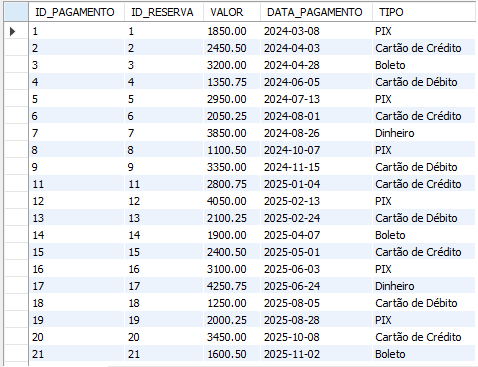 ID_PAGAMENTO ID_RESERVA VALOR DATA_PAGAMENTO TIPO
1 1 1850.00 2024-03-08 PIX
2 2 2450.50 2024-04-03 Cartão de Crédito
3 3 3200.00 2024-04-28 Boleto
4 4 1350.75 2024-06-05 Cartão de Débito
5 5 2950.00 2024-07-13 PIX
6 6 2050.25 2024-08-01 Cartão de Crédito
7 7 3850.00 2024-08-26 Dinheiro
8 8 1100.50 2024-10-07 PIX
9 9 3350.00 2024-11-15 Cartão de Débito
11 11 2800.75 2025-01-04 Cartão de Crédito
12 12 4050.00 2025-02-13 PIX
13 13 2100.25 2025-02-24 Cartão de Débito
14 14 1900.00 2025-04-07 Boleto
15 15 2400.50 2025-05-01 Cartão de Crédito
16 16 3100.00 2025-06-03 PIX
17 17 4250.75 2025-06-24 Dinheiro
18 18 1250.00 2025-08-05 Cartão de Débito
19 19 2000.25 2025-08-28 PIX
20 20 3450.00 2025-10-08 Cartão de Crédito
21 21 1600.50 2025-11-02 Boleto